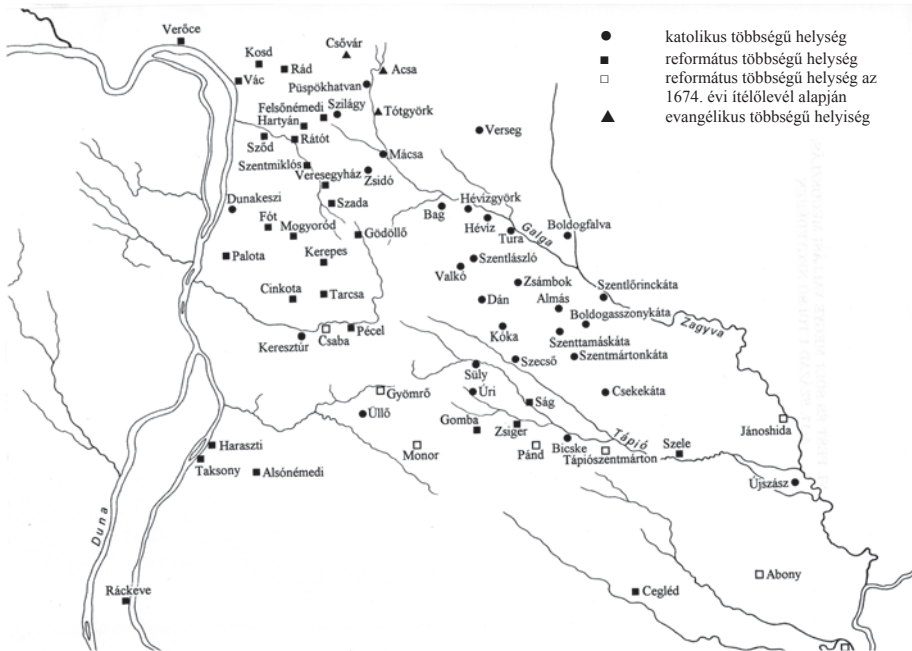 katolikus többségű helység
református többségű helység
református többségű helység az
1674. évi ítélőlevél alapján
evangélikus többségű helyiség
Verőce
Kosd
Csővár
Rád
Acsa
Vác
Püspökhatvan
Felsőnémedi
Szilágy
Tótgyörk
Hartyán
Verseg
Sződ
Rátót
Mácsa
Szentmiklós
Veresegyház
Zsidó
Dunakeszi
Szada
Hévizgyörk
Bag
Boldogfalva
Fót
Mogyoród
Gödöllő
Héviz
Tura
Galga
Palota
Kerepes
Szentlászló
Valkó
Zsámbok
Szentlőrinckáta
Cinkota
Tarcsa
Dán
Almás
Boldogasszonykáta
Zagyva
Csaba
Pécel
Kóka
Keresztúr
Szenttamáskáta
Szecső
Szentmártonkáta
Süly
Gyömrő
Úri
Csekekáta
Üllő
Ság
Gomba
Zsiger
Tápió
Jánoshida
Haraszti
Monor
Pánd
Bicske
Szele
Taksony
Alsónémedi
Tápiószentmárton
Újszász
Duna
Abony
Ráckeve
Cegléd